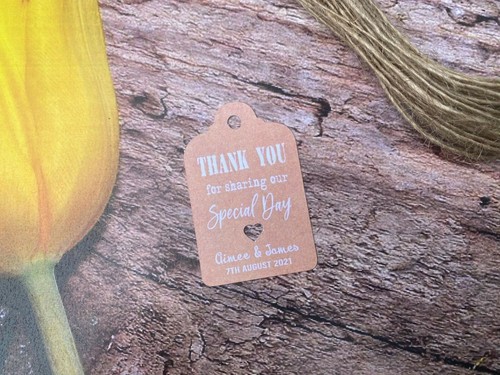 THANK YOU
for sharing our
Special Day
Aimee & James
7TH AUGUST 2021